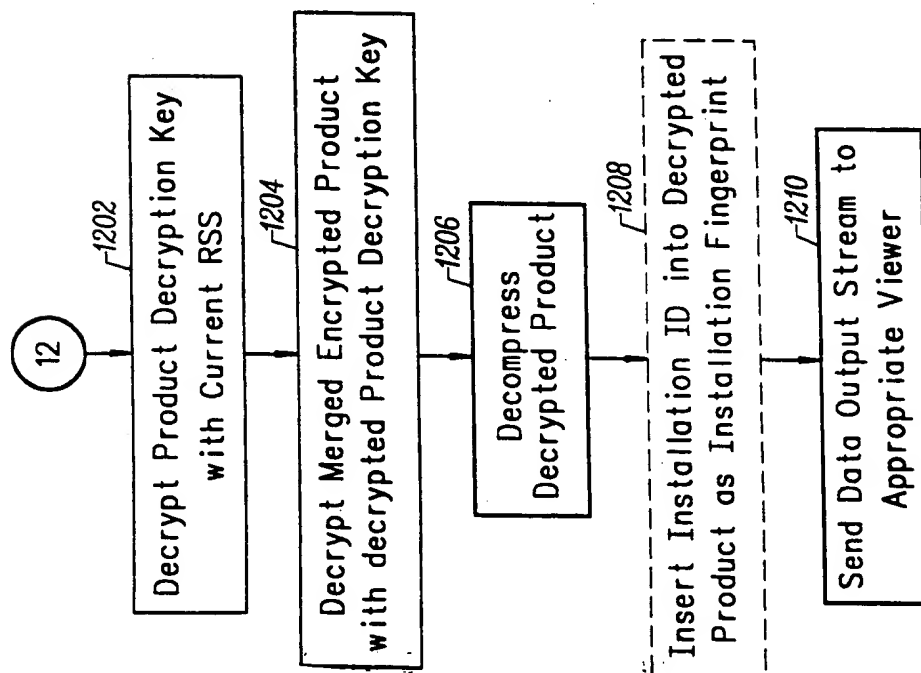 12
1202
Decrypt Product Decryption Key
with Current RSS
1204
Decrypt Merged Encrypted Product
with decrypted Product Decryption Key
1206
Decompress
Decrypted Product
1208
Insert Installation ID into Decrypted
Product as Installation Fingerprint
1210
Send Data Output Stream to
Appropriate Viewer